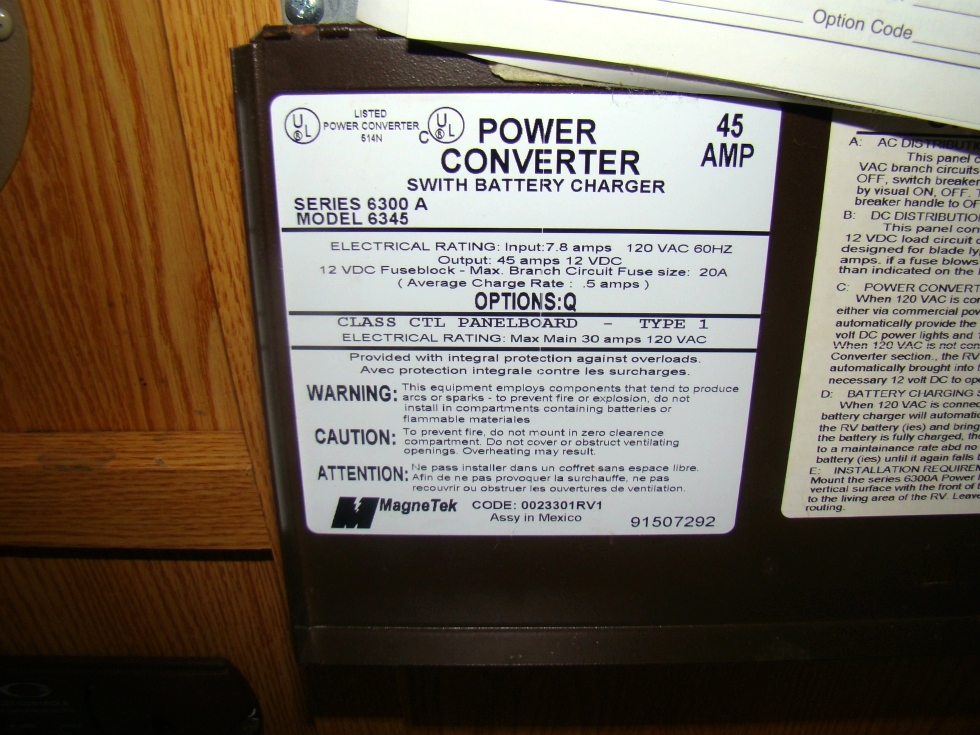 Option Code
LISTED
POWER CONVERTER
514N
UL
C UL
POWER
CONVERTER
45
AMP
SWITH BATTERY CHARGER
SERIES 6300 A
MODEL 6345
ELECTRICAL RATING: Input:7.8 amps 120 VAC 60HZ
Output: 45 amps 12 VDC
12 VDC Fuseblock - Max. Branch Circuit Fuse size: 20A
( Average Charge Rate : .5 amps )
OPTIONS:Q
CLASS CTL PANELBOARD - TYPE 1
ELECTRICAL RATING: Max Main 30 amps 120 VAC
Provided with integral protection against overloads.
Avec protection integrale contre les surcharges.
WARNING: This equipment employs components that tend to produce
arcs or sparks - to prevent fire or explosion, do not
install in compartments containing batteries or
flammable materiales
CAUTION: To prevent fire, do not mount in zero clearence
compartment. Do not cover or obstruct ventilating
openings. Overheating may result.
ATTENTION: Ne pas installer dans un coffret sans espace libre.
Afin de ne pas provoquer la surchauffe, ne pas
recouvrir ou obstruer les ouvertures de ventilation.
MagneTek CODE: 0023301RV1
Assy in Mexico
91507292
A: AC DISTRIBUTI
This panel
VAC branch circuits
OFF, switch breaker
by visual ON, OFF.
breaker handle to OF
B: DC DISTRIBUTIO
This panel con
12 VDC load circuit
designed for blade ty
amps. if a fuse blows
than indicated on the
C: POWER CONVERT
When 120 VAC is con
either via commercial pow
automatically provide the
volt DC power lights and
When 120 VAC is not con
Converter section., the RV
automatically brought into
necessary 12 volt DC to op
D: BATTERY CHARGING
When 120 VAC is connec
battery charger will automatic
the RV battery (ies) and bring
the battery is fully charged, the
to a maintainance rate abd no
battery (ies) until it again falls
E: INSTALLATION REQUIREM
Mount the series 6300A Power
vertical surface with the front of
to the living area of the RV. Leave
routing.